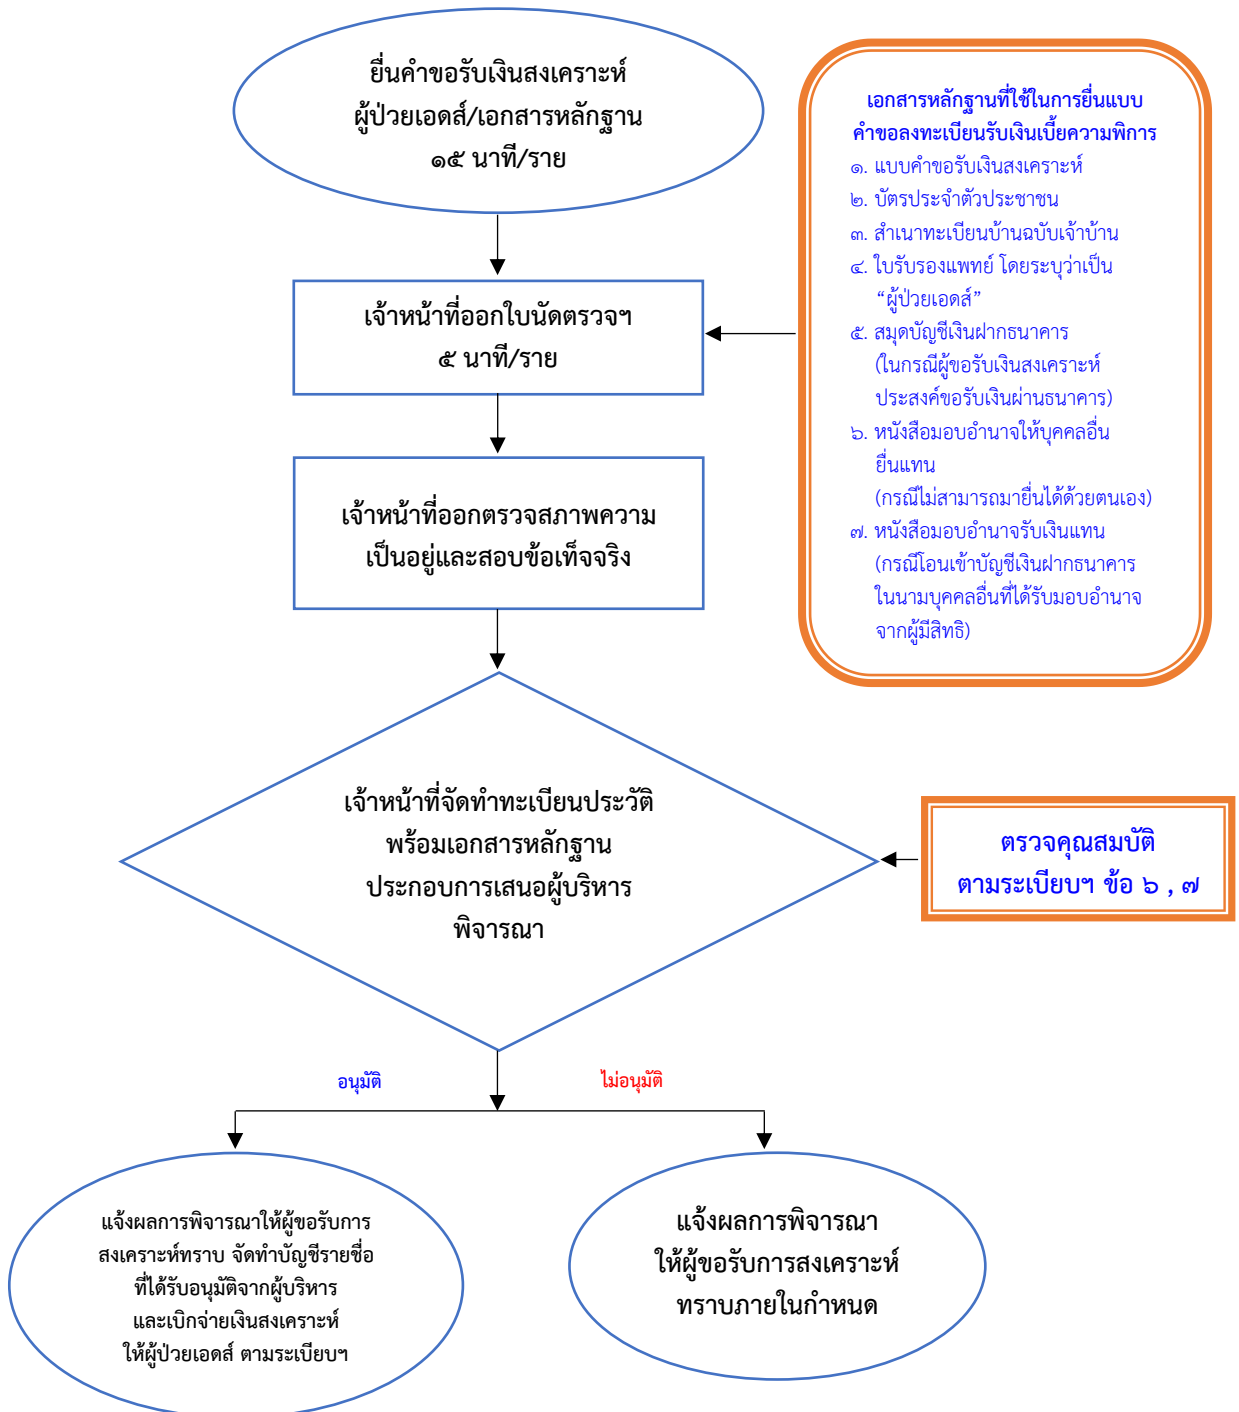 ยื่นคำขอรับเงินสงเคราะห์
ผู้ป่วยเอดส์/เอกสารหลักฐาน
๑๕ นาที/ราย
เอกสารหลักฐานที่ใช้ในการยื่นแบบ
คำขอลงทะเบียนรับเงินเบี้ยความพิการ
๑. แบบคำขอรับเงินสงเคราะห์
๒. บัตรประจำตัวประชาชน
๓. สำเนาทะเบียนบ้านฉบับเจ้าบ้าน
๔. ใบรับรองแพทย์ โดยระบุว่าเป็น
“ผู้ป่วยเอดส์”
๕. สมุดบัญชีเงินฝากธนาคาร
(ในกรณีผู้ขอรับเงินสงเคราะห์
ประสงค์ขอรับเงินผ่านธนาคาร)
๖. หนังสือมอบอำนาจให้บุคคลอื่น
ยื่นแทน
(กรณีไม่สามารถมายื่นได้ด้วยตนเอง)
๗. หนังสือมอบอำนาจรับเงินแทน
(กรณีโอนเข้าบัญชีเงินฝากธนาคาร
ในนามบุคคลอื่นที่ได้รับมอบอำนาจ
จากผู้มีสิทธิ)
เจ้าหน้าที่ออกใบนัดตรวจฯ
๕ นาที/ราย
เจ้าหน้าที่ออกตรวจสภาพความ
เป็นอยู่และสอบข้อเท็จจริง
เจ้าหน้าที่จัดทำทะเบียนประวัติ
พร้อมเอกสารหลักฐาน
ประกอบการเสนอผู้บริหาร
พิจารณา
ตรวจคุณสมบัติ
ตามระเบียบฯ ข้อ ๖ , ๗
อนุมัติ
ไม่อนุมัติ
แจ้งผลการพิจารณาให้ผู้ขอรับการ
สงเคราะห์ทราบ จัดทำบัญชีรายชื่อ
ที่ได้รับอนุมัติจากผู้บริหาร
และเบิกจ่ายเงินสงเคราะห์
ให้ผู้ป่วยเอดส์ ตามระเบียบฯ
แจ้งผลการพิจารณา
ให้ผู้ขอรับการสงเคราะห์
ทราบภายในกำหนด